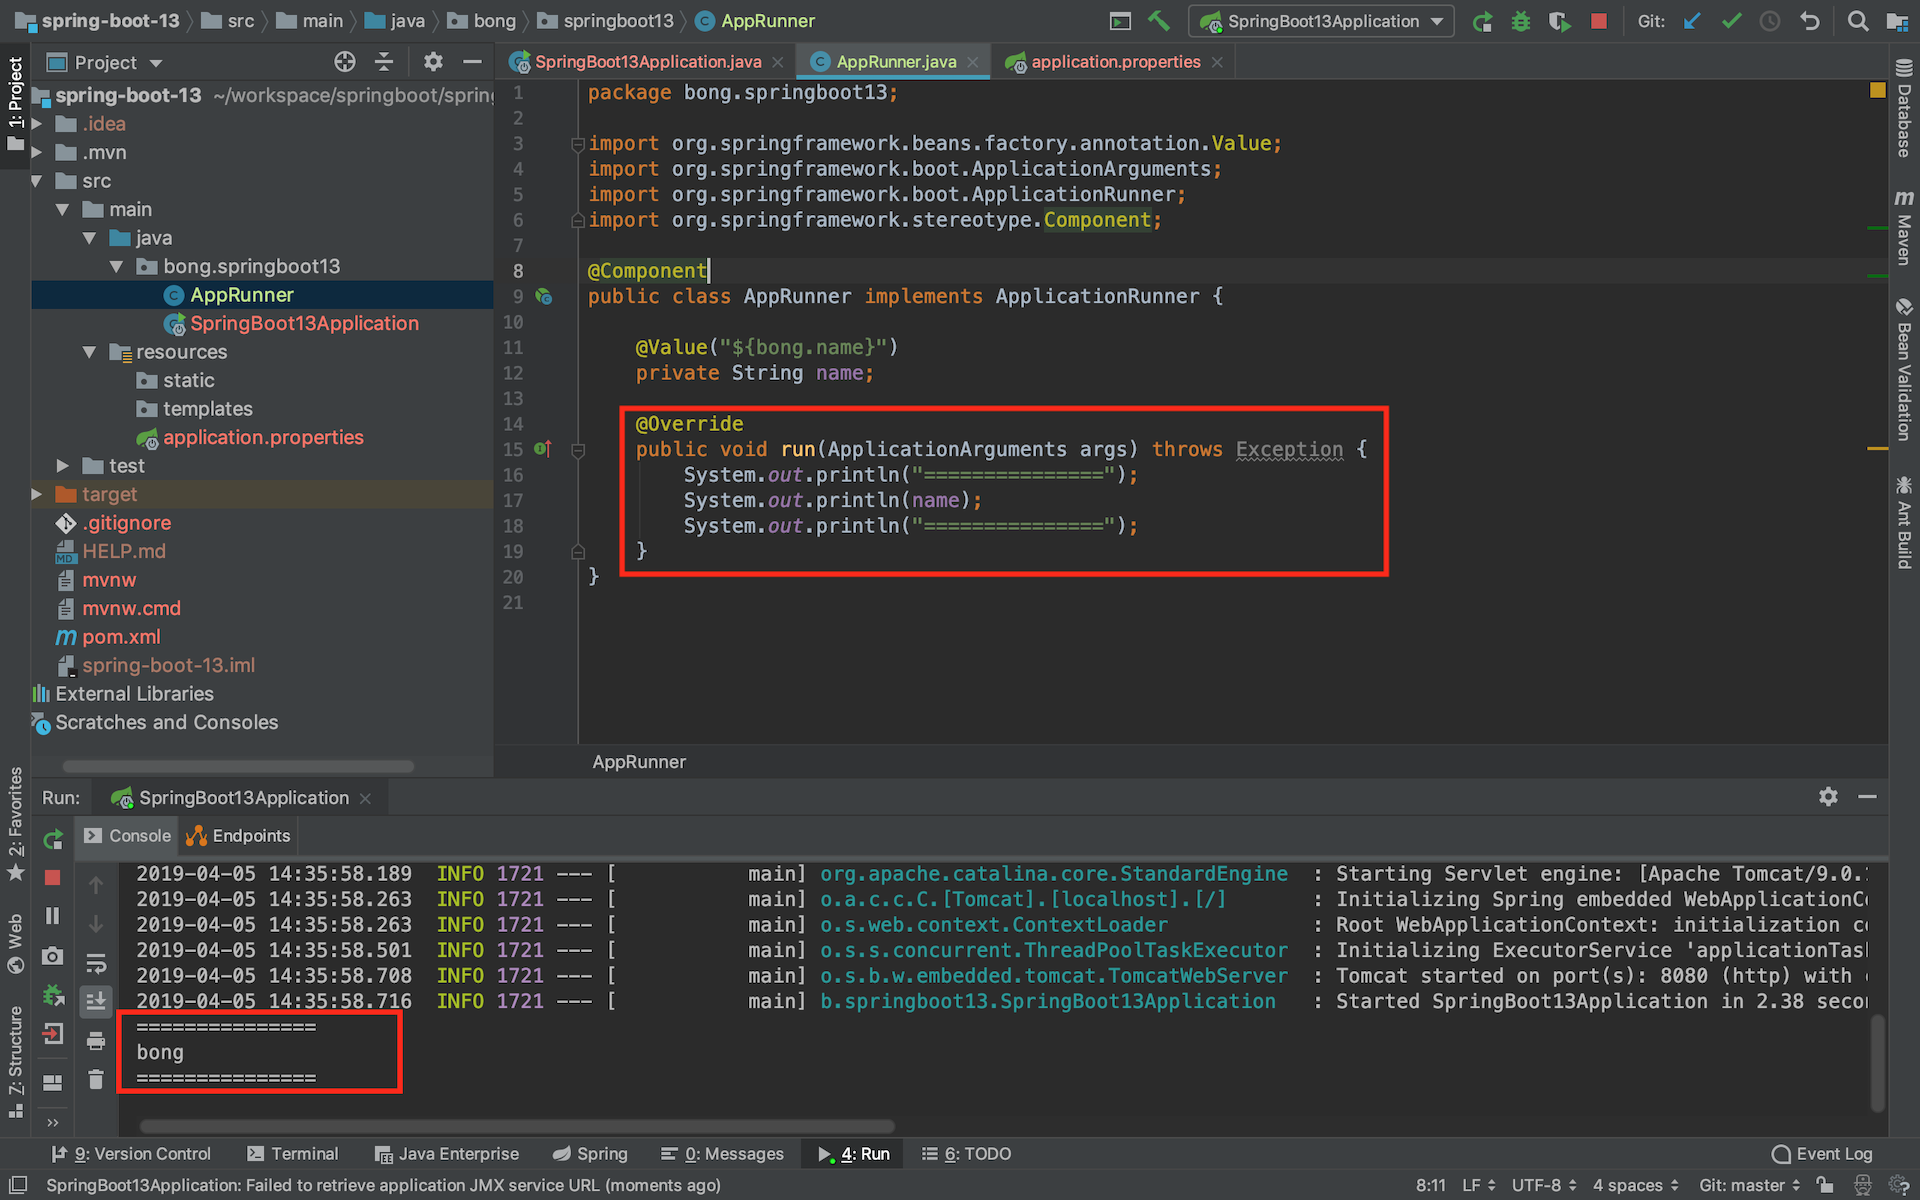 spring-boot-13 src main java bong springboot13 AppRunner SpringBoot13Application Git:
1: Project
Project
spring-boot-13 ~/workspace/springboot/spring
.idea
.mvn
src
main
java
bong.springboot13
AppRunner
SpringBoot13Application
resources
static
templates
application.properties
test
target
.gitignore
HELP.md
mvnw
mvnw.cmd
pom.xml
spring-boot-13.iml
External Libraries
Scratches and Consoles
SpringBoot13Application.java AppRunner.java application.properties
1 package bong.springboot13;
2
3 import org.springframework.beans.factory.annotation.Value;
4 import org.springframework.boot.ApplicationArguments;
5 import org.springframework.boot.ApplicationRunner;
6 import org.springframework.stereotype.Component;
7
8 @Component
9 public class AppRunner implements ApplicationRunner {
10
11 @Value("${bong.name}")
12 private String name;
13
14 @Override
15 public void run(ApplicationArguments args) throws Exception {
16 System.out.println("===============");
17 System.out.println(name);
18 System.out.println("===============");
19 }
20 }
21
AppRunner
Database
Maven
Bean Validation
Ant Build
2: Favorites
Web
Z: Structure
Run: SpringBoot13Application
Console Endpoints
2019-04-05 14:35:58.189 INFO 1721 --- [ main] org.apache.catalina.core.StandardEngine : Starting Servlet engine: [Apache Tomcat/9.0.
2019-04-05 14:35:58.263 INFO 1721 --- [ main] o.a.c.c.C.[Tomcat].[localhost].[/] : Initializing Spring embedded WebApplicationC
2019-04-05 14:35:58.263 INFO 1721 --- [ main] o.s.web.context.ContextLoader : Root WebApplicationContext: initialization c
2019-04-05 14:35:58.501 INFO 1721 --- [ main] o.s.s.concurrent.ThreadPoolTaskExecutor : Initializing ExecutorService 'applicationTas
2019-04-05 14:35:58.708 INFO 1721 --- [ main] o.s.b.w.embedded.tomcat.TomcatWebServer : Tomcat started on port(s): 8080 (http) with
2019-04-05 14:35:58.716 INFO 1721 --- [ main] b.springboot13.SpringBoot13Application : Started SpringBoot13Application in 2.38 seco
===============
bong
===============
9: Version Control Terminal Java Enterprise Spring 0: Messages 4: Run 6: TODO Event Log
SpringBoot13Application: Failed to retrieve application JMX service URL (moments ago) 8:11 LF UTF-8 4 spaces Git: master